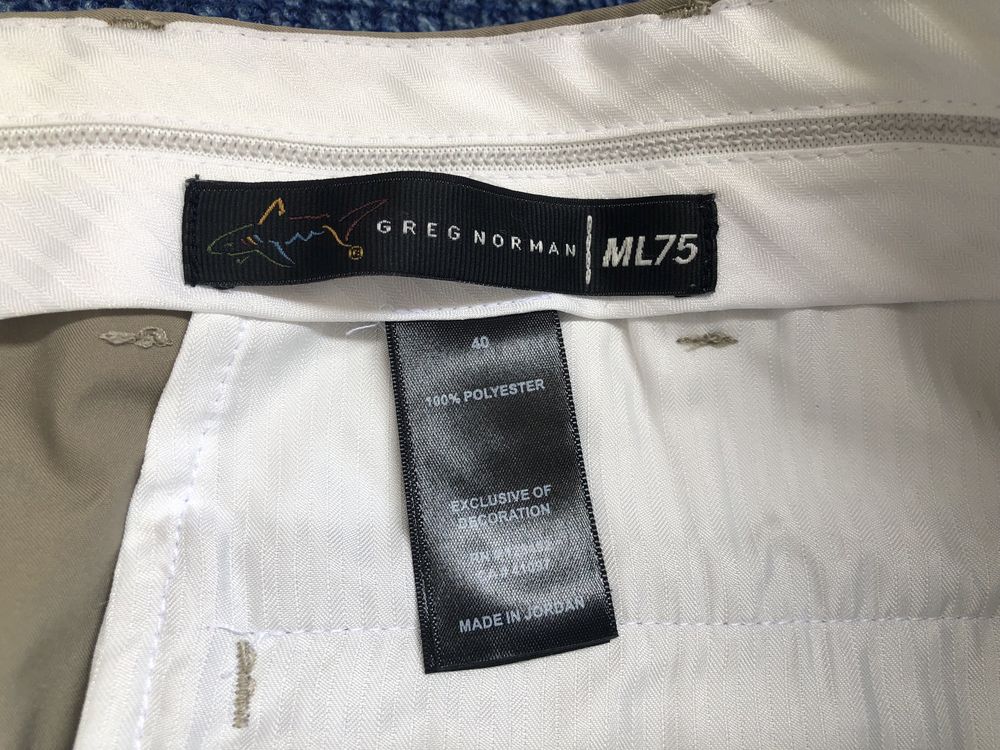 GREG NORMAN ML75
40
100% POLYESTER
EXCLUSIVE OF
DECORATION
MADE IN JORDAN